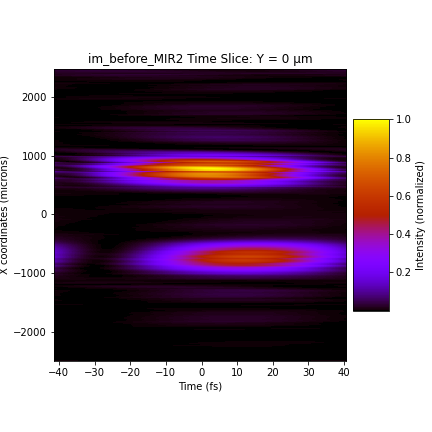 im_before_MIR2 Time Slice: Y = 0 μm
2000
1000
0
−1000
−2000
X coordinates (microns)
−40 −30 −20 −10 0 10 20 30 40
Time (fs)
1.0
0.8
0.6
0.4
0.2
Intensity (normalized)